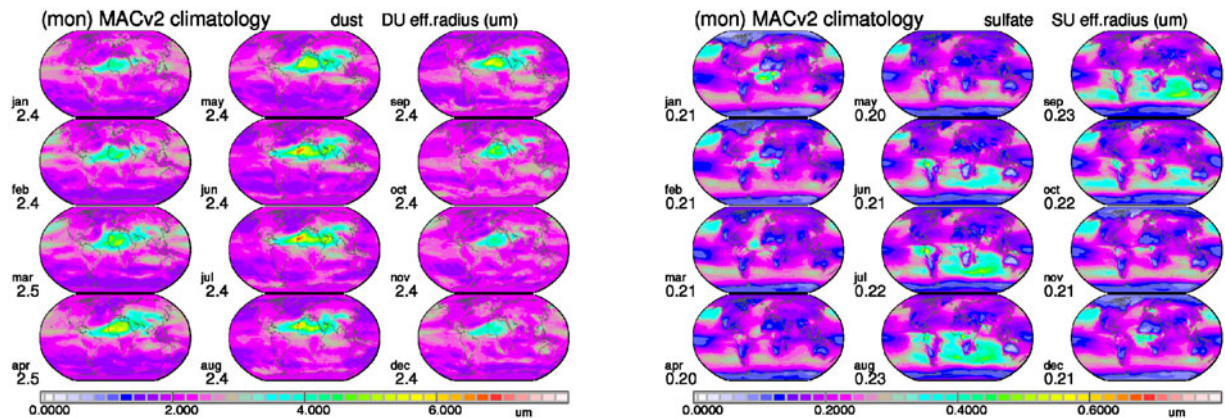 (mon) MACv2 climatology dust DU eff.radius (um)
jan 2.4 may 2.4 sep 2.4
feb 2.4 jun 2.4 oct 2.4
mar 2.5 jul 2.4 nov 2.4
apr 2.5 aug 2.4 dec 2.4
0.0000 2.000 4.000 6.000 um
(mon) MACv2 climatology sulfate SU eff.radius (um)
jan 0.21 may 0.20 sep 0.23
feb 0.21 jun 0.21 oct 0.22
mar 0.21 jul 0.22 nov 0.21
apr 0.20 aug 0.23 dec 0.21
0.0000 0.2000 0.4000 0.6000 um